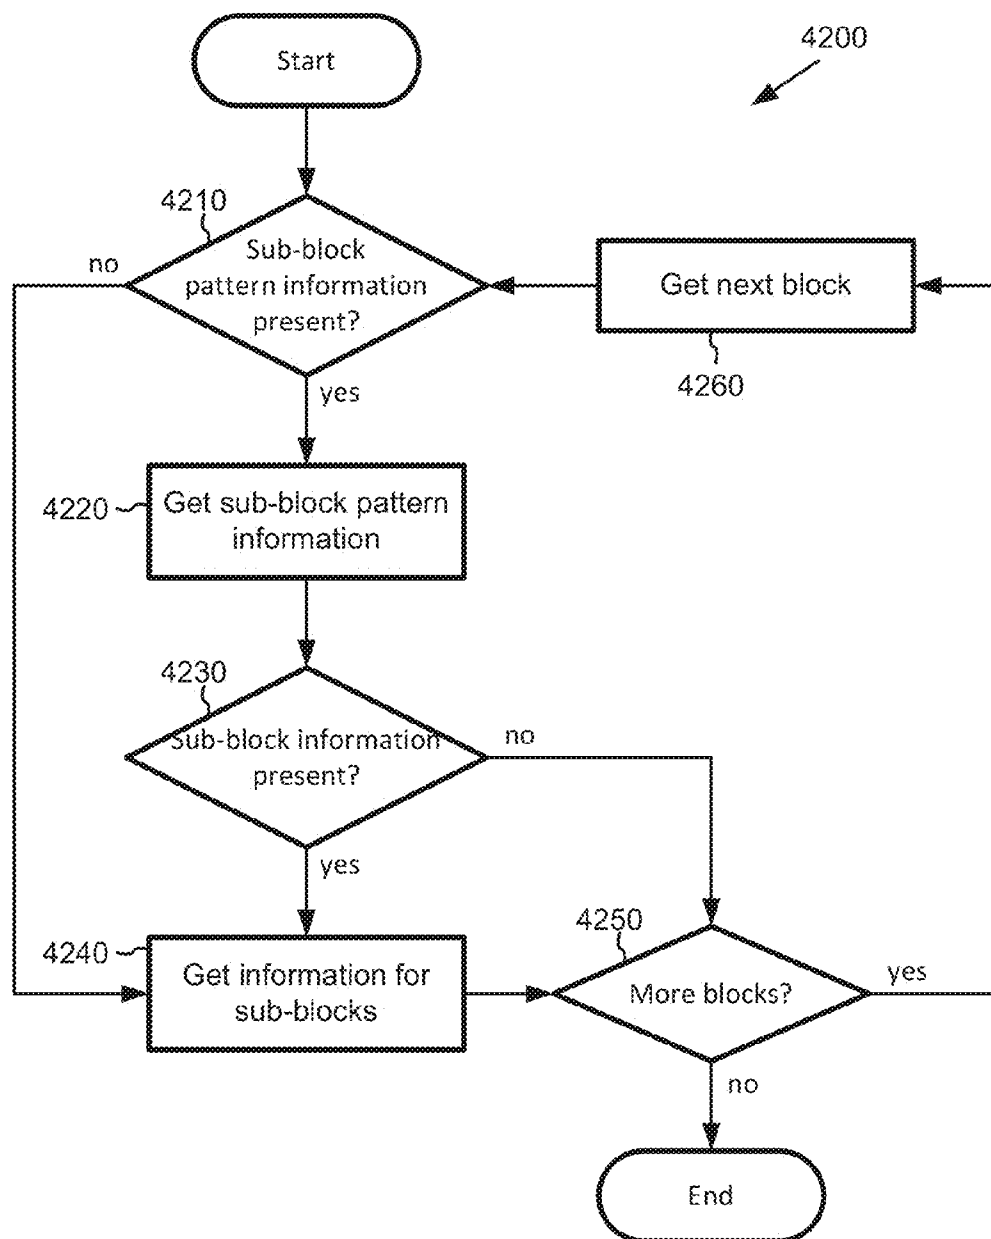 Start
4200
4210
Sub-block
pattern information
present?
no
yes
Get next block
4260
4220
Get sub-block pattern
information
4230
Sub-block information
present?
no
yes
4240
Get information for
sub-blocks
4250
More blocks?
yes
no
End